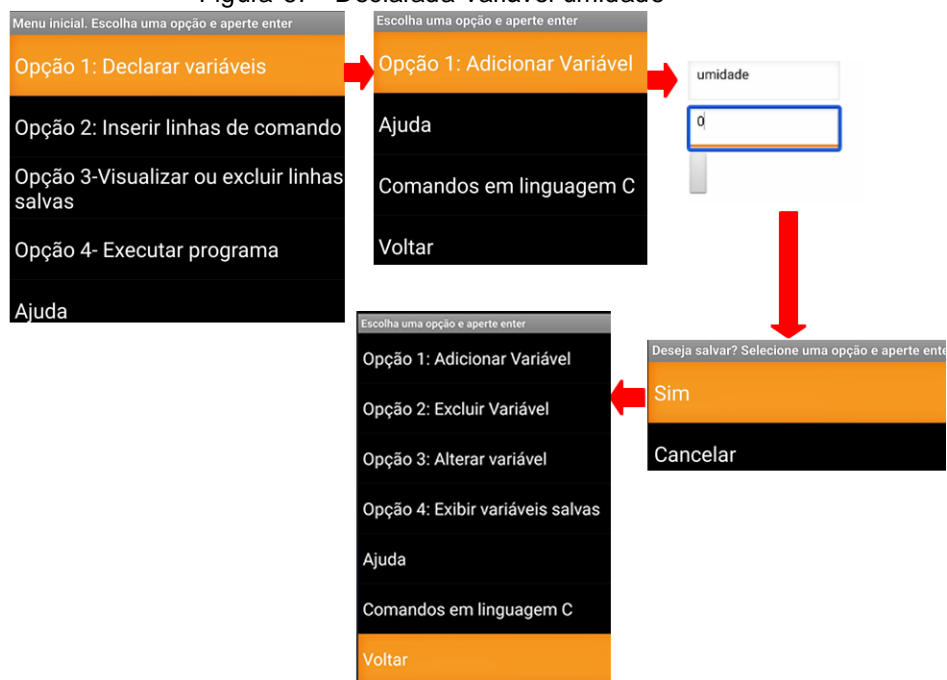 Menu inicial. Escolha uma opção e aperte enter
Opção 1: Declarar variáveis
Opção 2: Inserir linhas de comando
Opção 3-Visualizar ou excluir linhas
salvas
Opção 4- Executar programa
Ajuda
Escolha uma opção e aperte enter
Opção 1: Adicionar Variável
Ajuda
Comandos em linguagem C
Voltar
umidade
0
Deseja salvar? Selecione uma opção e aperte ente
Sim
Cancelar
Escolha uma opção e aperte enter
Opção 1: Adicionar Variável
Opção 2: Excluir Variável
Opção 3: Alterar variável
Opção 4: Exibir variáveis salvas
Ajuda
Comandos em linguagem C
Voltar